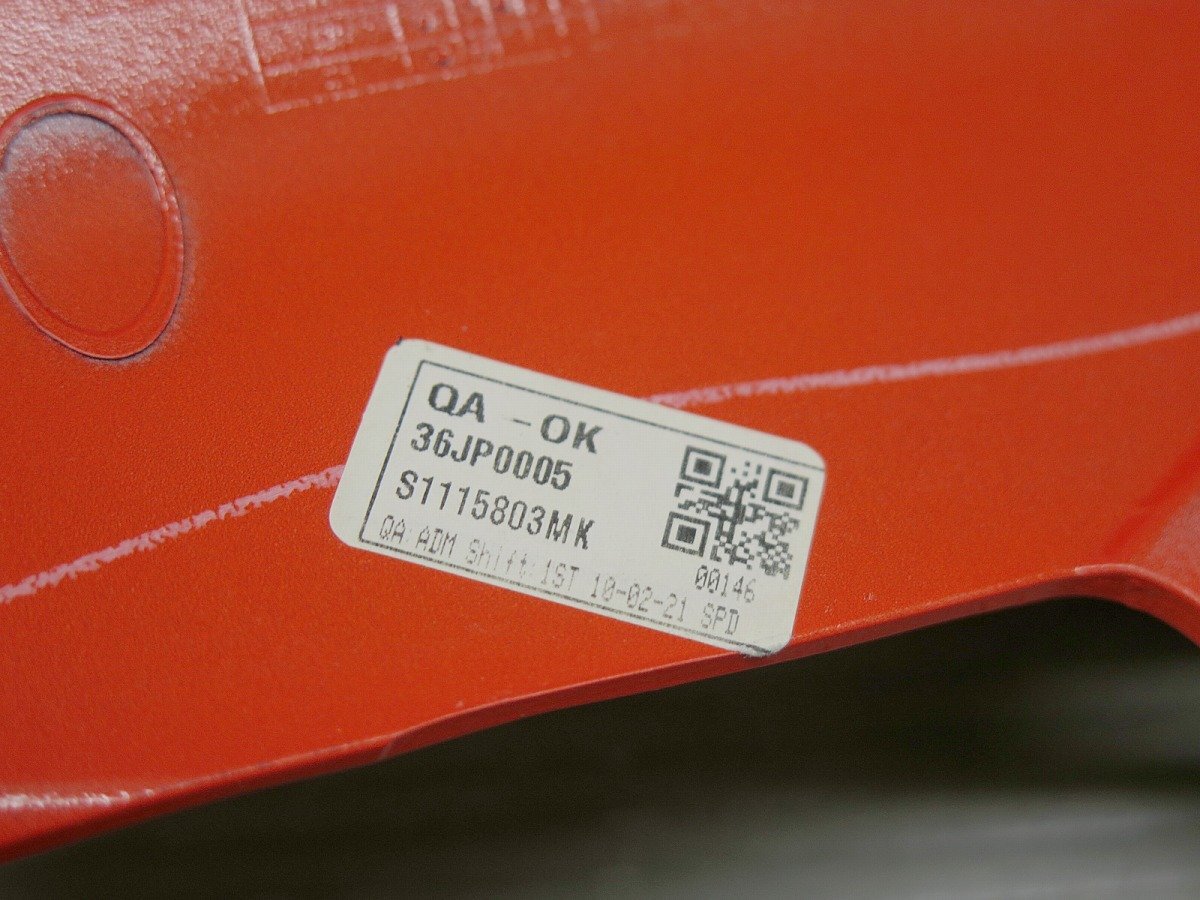 QA - OK
36JP0005
S1115803MK
00146
QA:ADM Shift:1ST 10-02-21 SPD